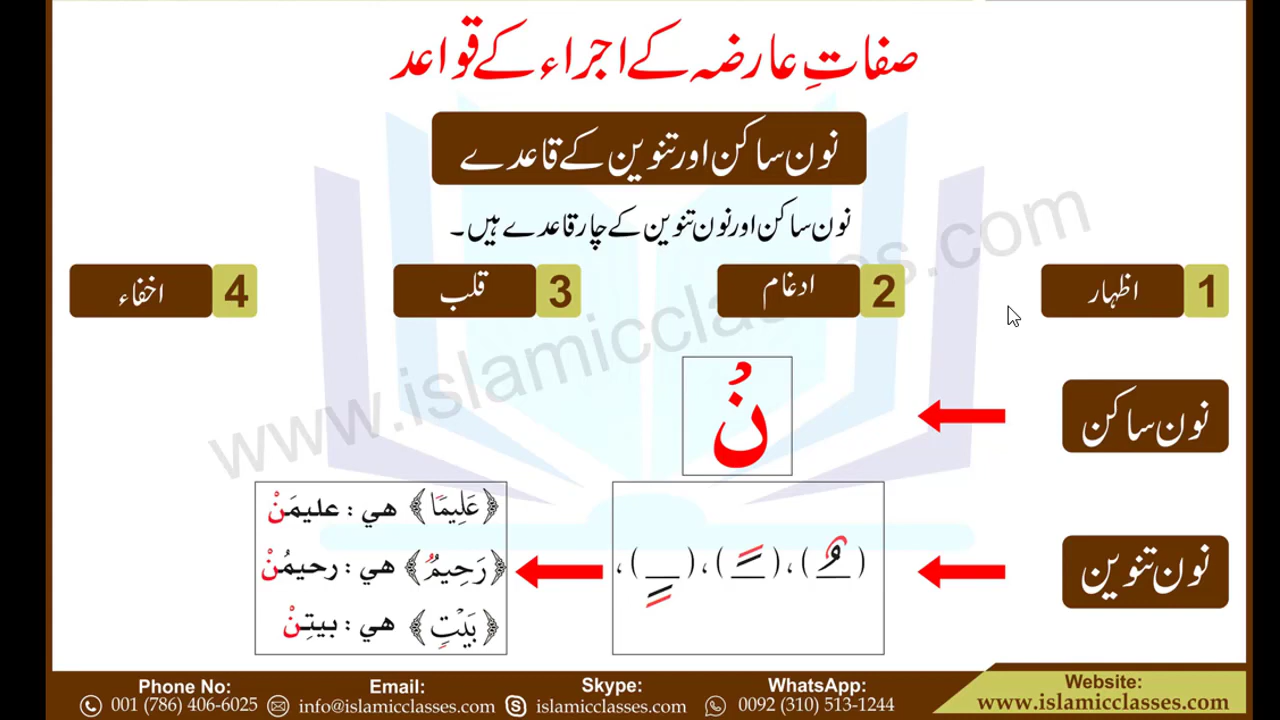 صفاتِ عارضہ کے اجراء کے قواعد
نون ساکن اور تنوین کے قاعدے
نون ساکن اور نون تنوین کے چار قاعدے ہیں۔
1 اظہار 2 ادغام 3 قلب 4 اخفاء
نون ساکن
نْ
نون تنوین
( ـٌ )، ( ـً )، ( ـٍ )،
﴿عَلِيمًا﴾ هي : عليمَنْ
﴿رَحِيمٌ﴾ هي : رحيمُنْ
﴿بَيْتٍ﴾ هي : بيتِنْ
www.islamicclasses.com
Phone No: Email: Skype: WhatsApp: Website:
001 (786) 406-6025 info@islamicclasses.com islamicclasses.com 0092 (310) 513-1244 www.islamicclasses.com